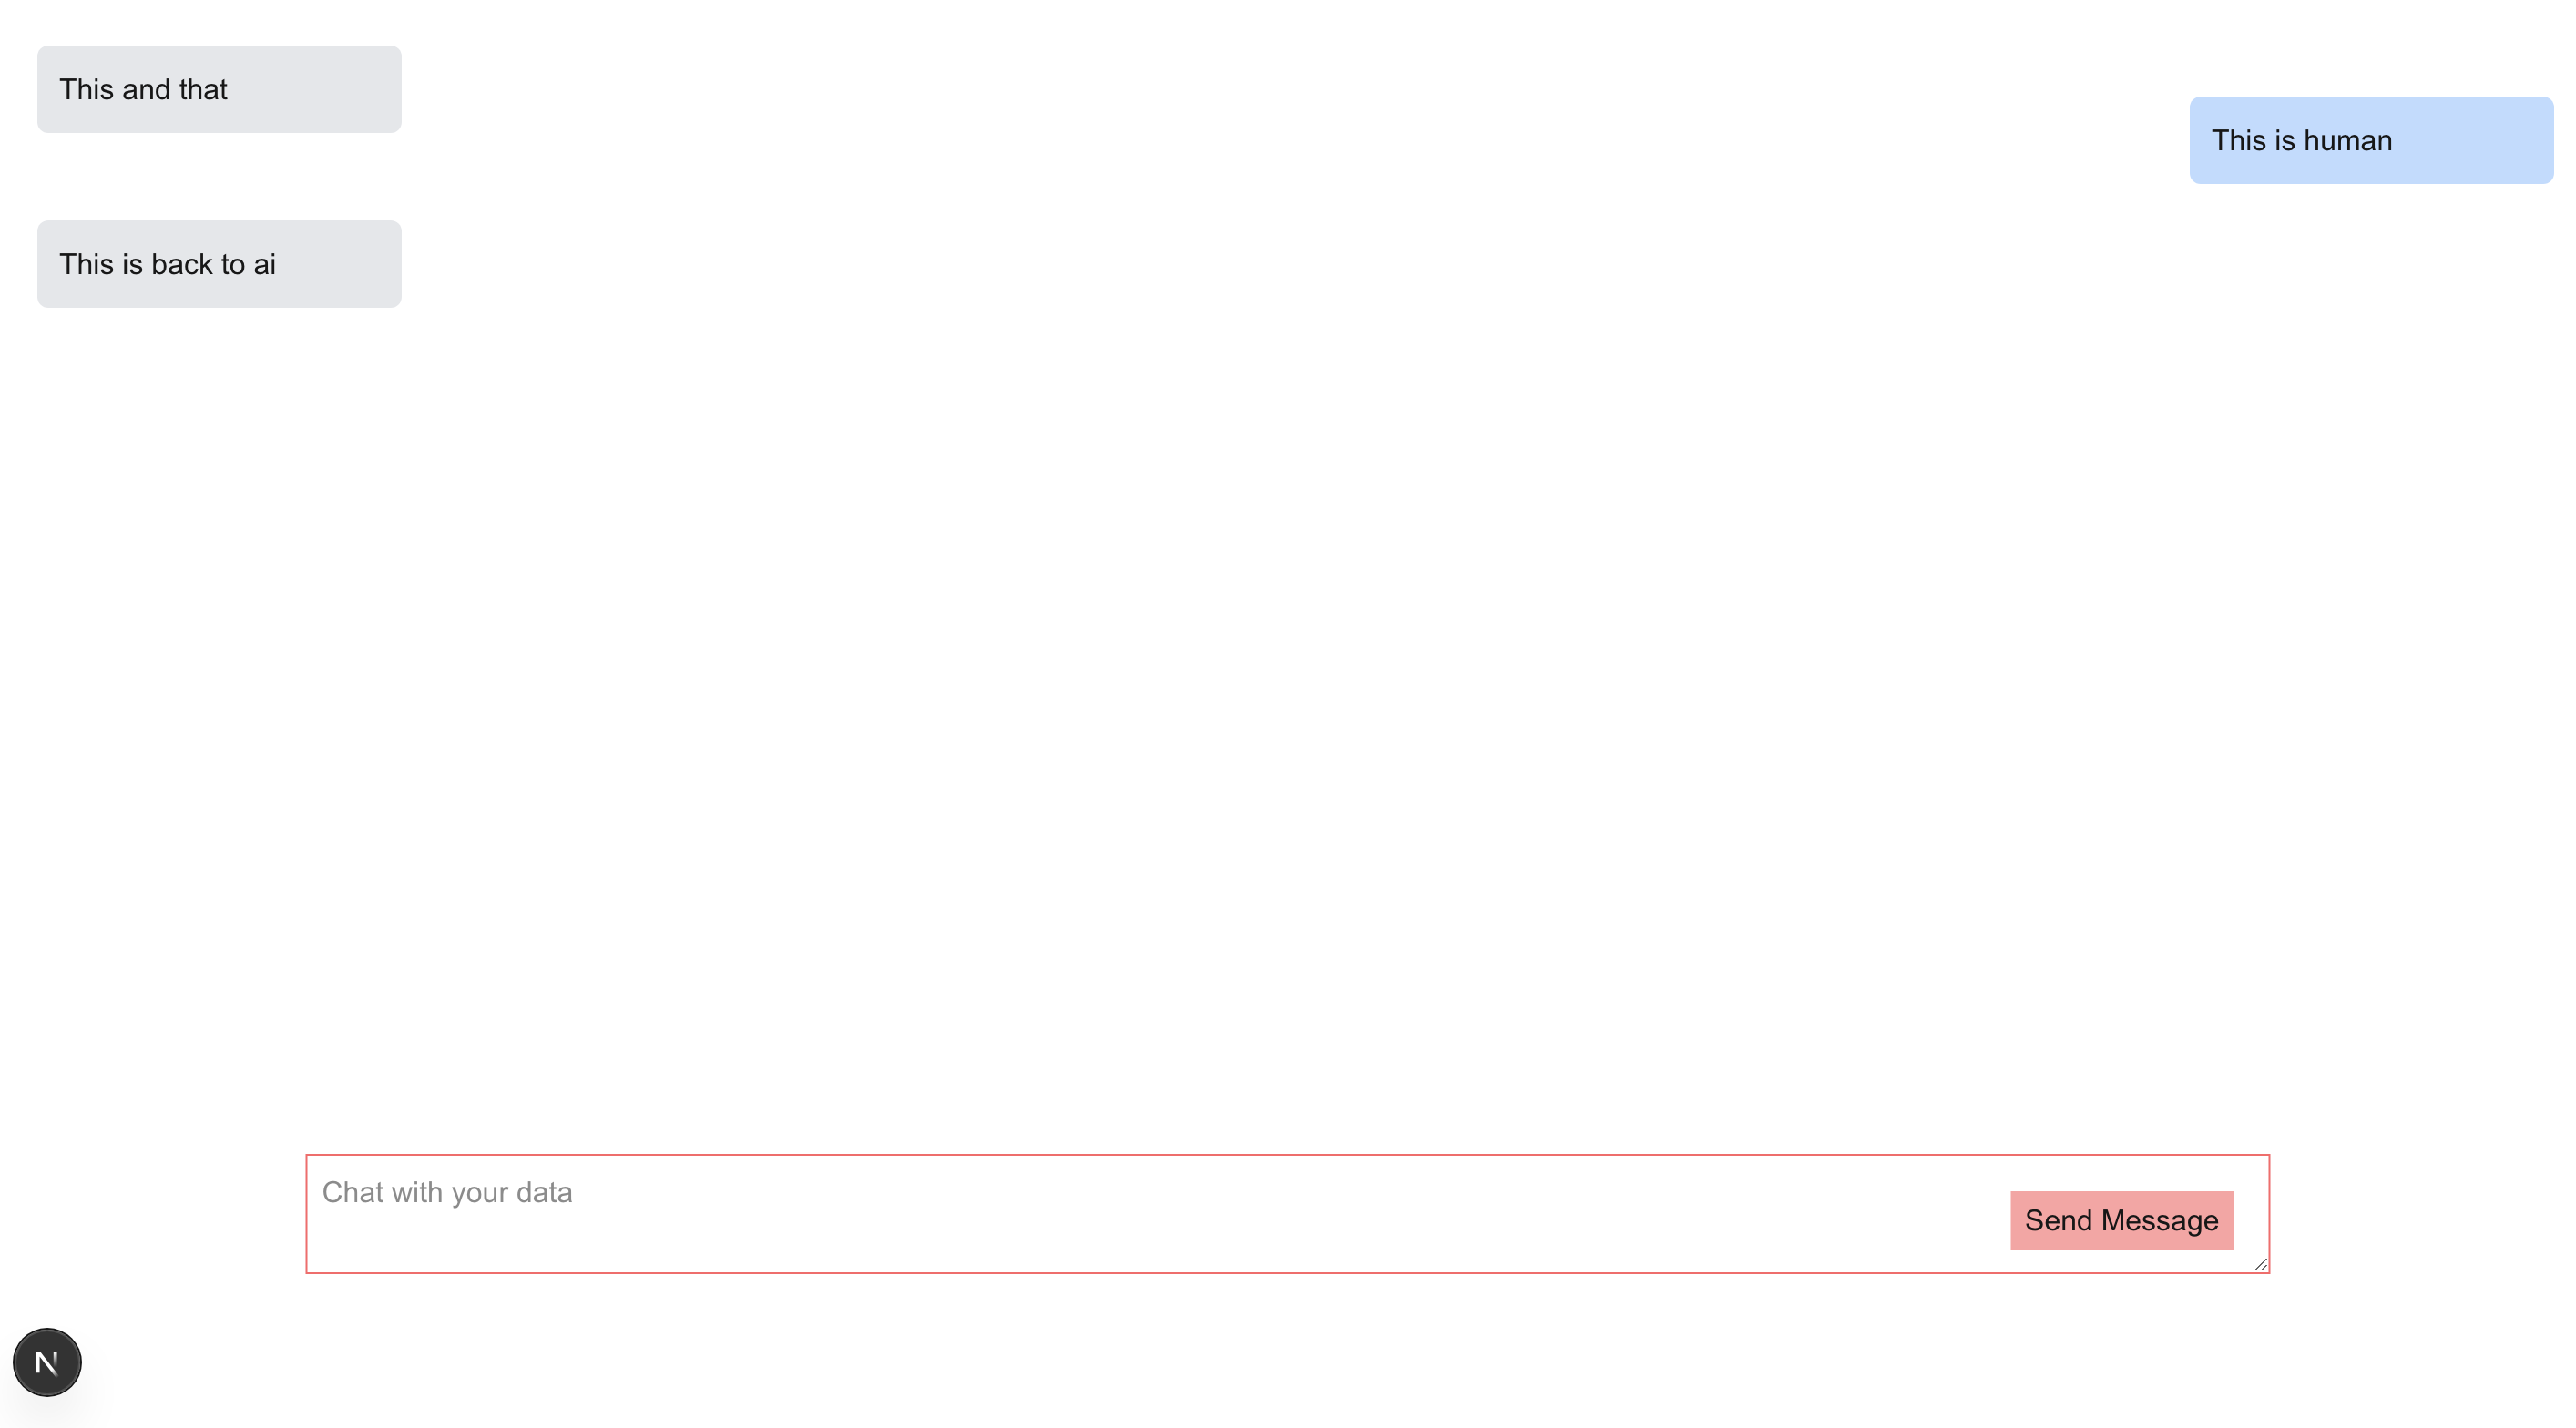 This and that
This is human
This is back to ai
Chat with your data
Send Message
N